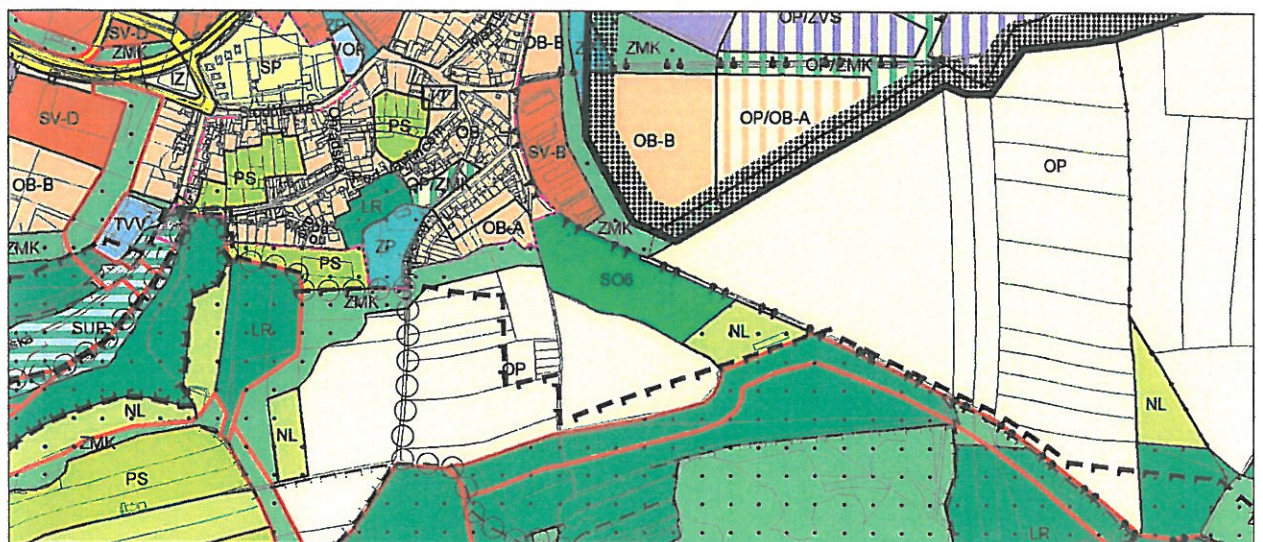 SV-D
ZMK
SP
VOP
OB-B
ZMK
OP/ZVS
OP/ZMK
IZ
VV
SV-D
PS
OB
OB-B
OP/OB-A
OP
OB-B
PS
SV-B
OP/ZMK
LR
TVV
OB-A
ZMK
ZMK
ZP
PS
SO6
ZMK
SUP
LR
NL
OP
NL
NL
NL
ZMK
PS
LR